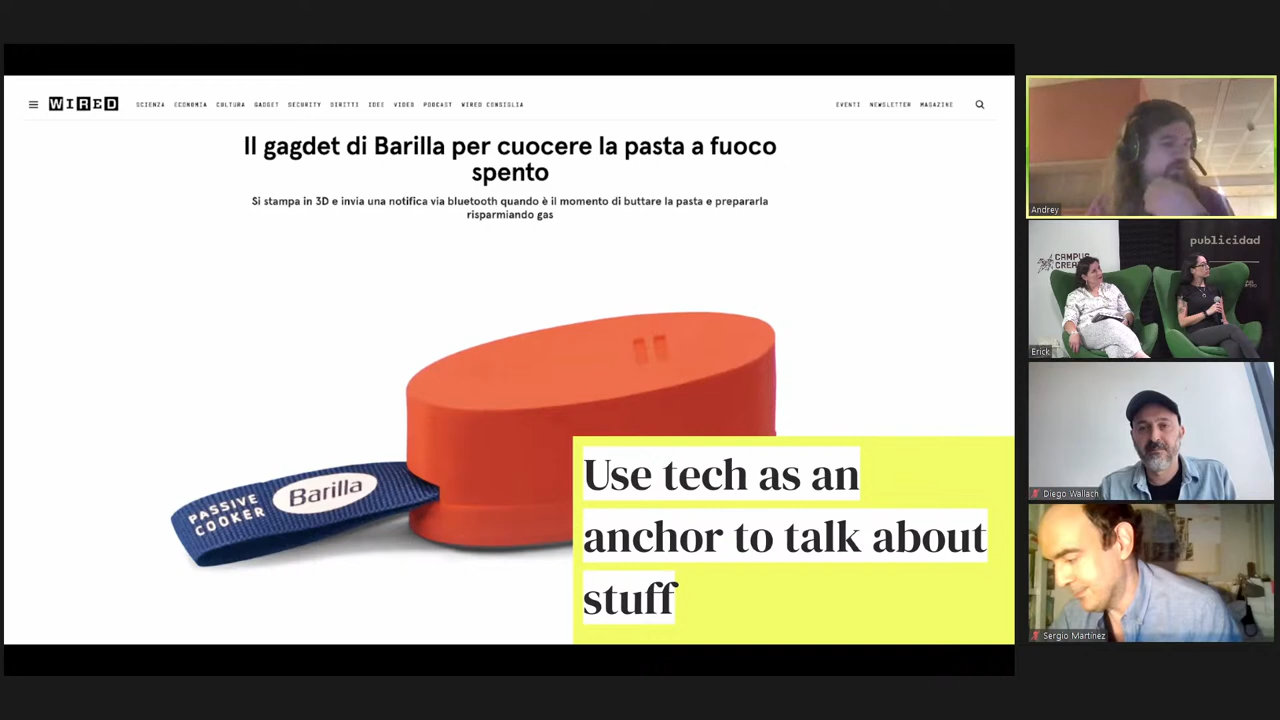 WIRED
SCIENZA ECONOMIA CULTURA GADGET SECURITY DIRITTI IDEE VIDEO PODCAST WIRED CONSIGLIA
EVENTI NEWSLETTER MAGAZINE
Il gagdet di Barilla per cuocere la pasta a fuoco
spento
Si stampa in 3D e invia una notifica via bluetooth quando è il momento di buttare la pasta e prepararla
risparmiando gas
PASSIVE
COOKER
Barilla
Use tech as an
anchor to talk about
stuff
Andrey
publicidad
CAMPUS
Erick
Diego Wallach
Sergio Martínez